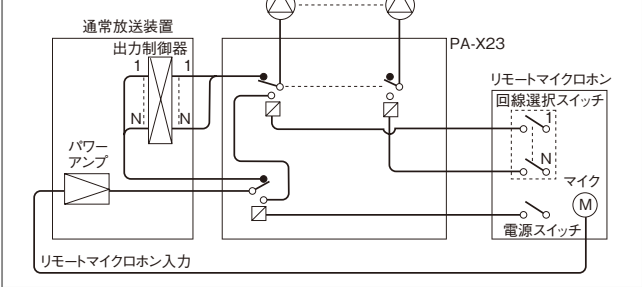 通常放送装置
出力制御器
1 1
N N
パワー
アンプ
PA-X23
リモートマイクロホン
回線選択スイッチ
1
N
マイク
M
電源スイッチ
リモートマイクロホン入力